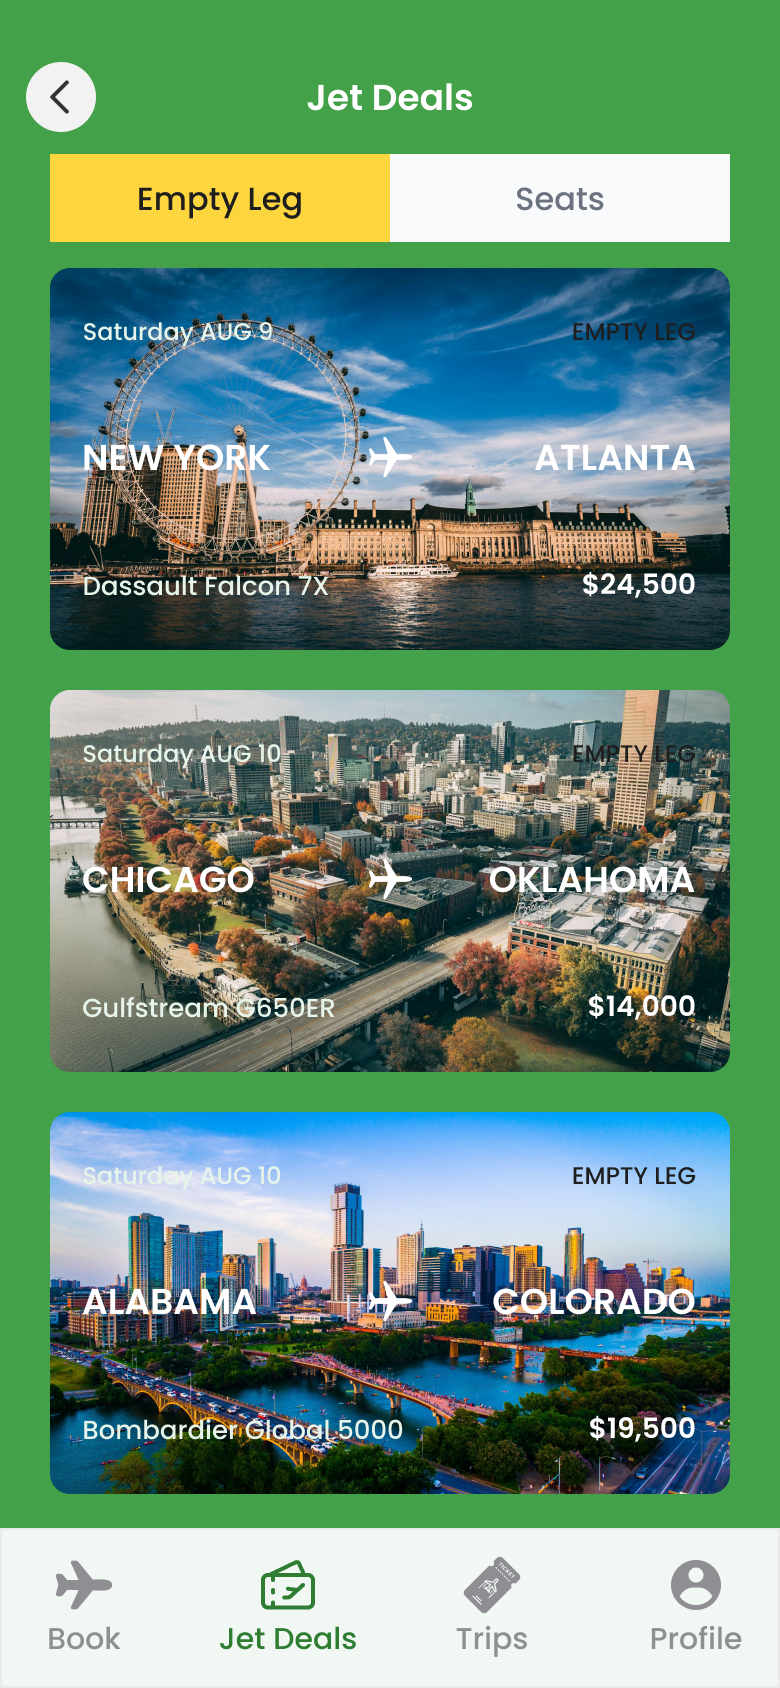 Jet Deals
Empty Leg
Seats
Saturday AUG 9
EMPTY LEG
NEW YORK
ATLANTA
Dassault Falcon 7X
$24,500
Saturday AUG 10
EMPTY LEG
CHICAGO
OKLAHOMA
Gulfstream G650ER
$14,000
Saturday AUG 10
EMPTY LEG
ALABAMA
COLORADO
Bombardier Global 5000
$19,500
TICKET
Book
Jet Deals
Trips
Profile